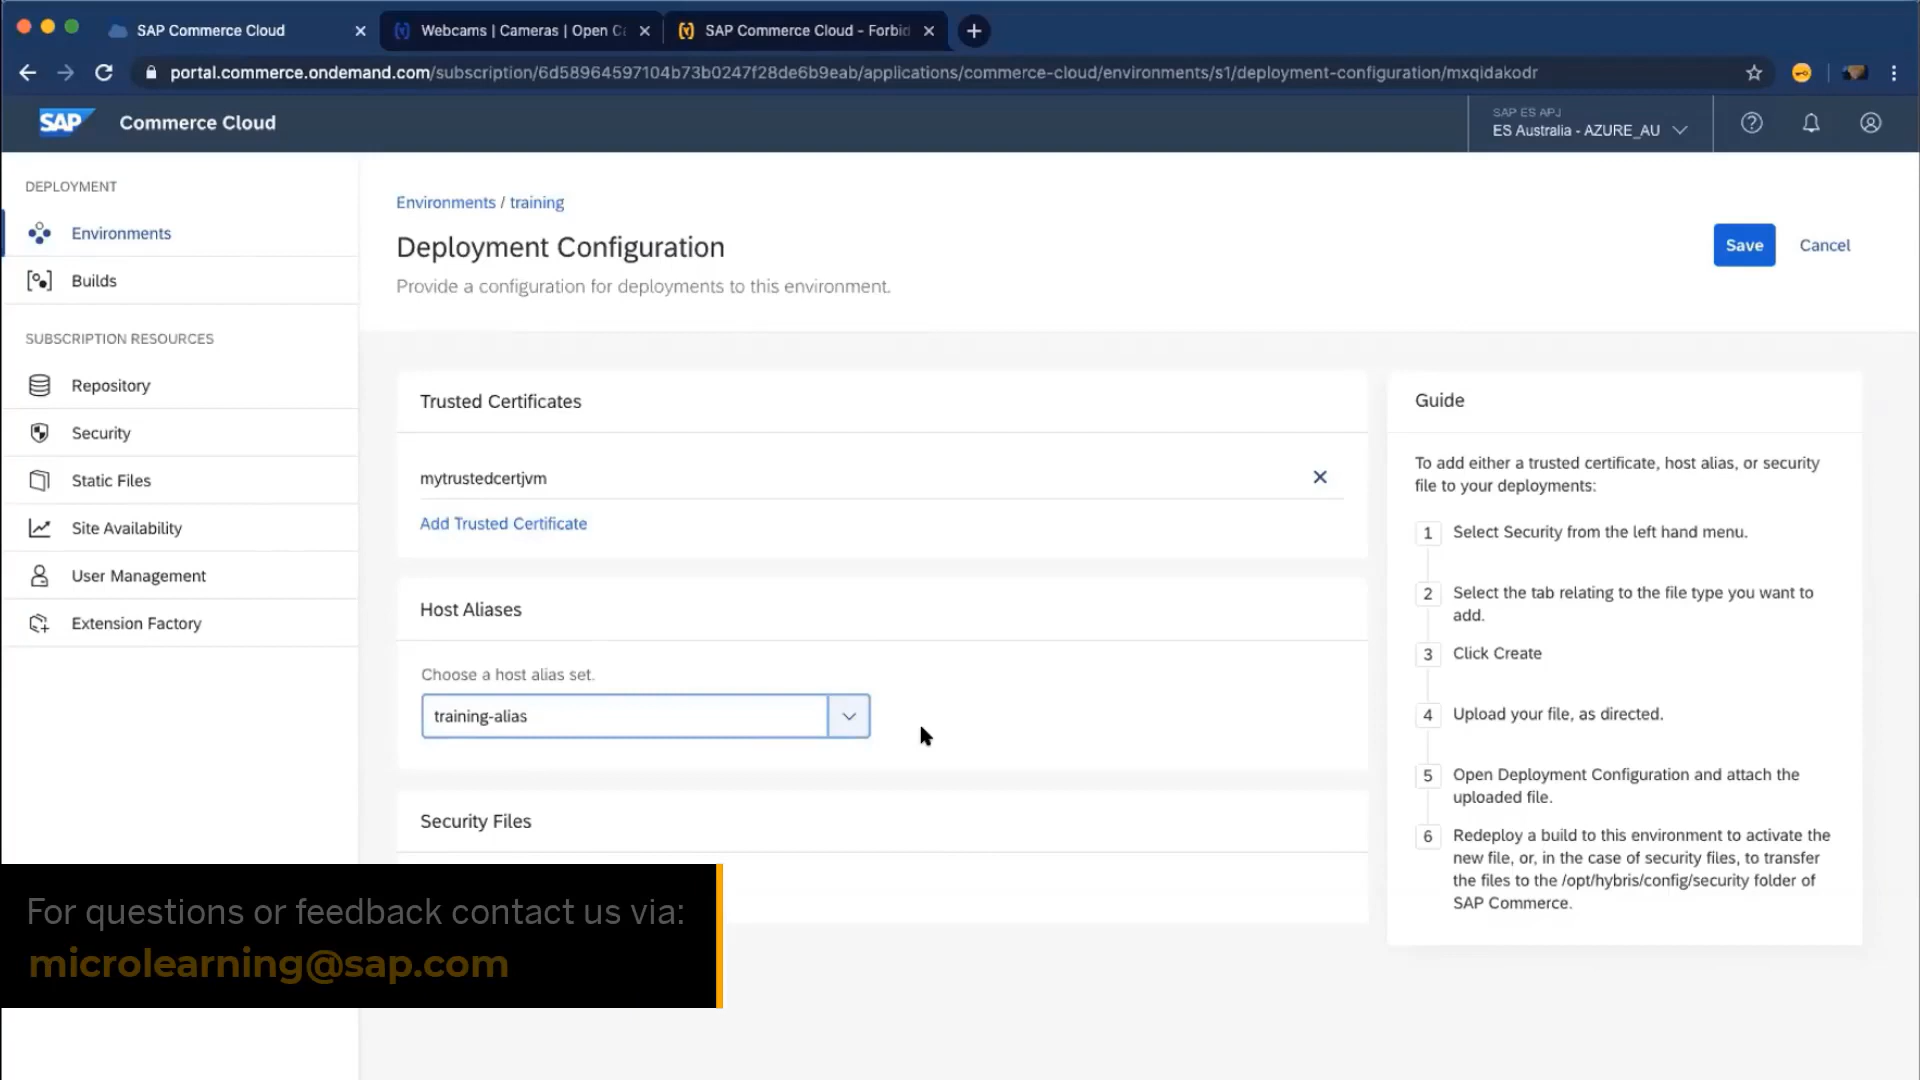 SAP Commerce Cloud
Webcams | Cameras | Open C
SAP Commerce Cloud - Forbid
portal.commerce.ondemand.com/subscription/6d58964597104b73b0247f28de6b9eab/applications/commerce-cloud/environments/s1/deployment-configuration/mxqidakodr
SAP Commerce Cloud
SAP ES APJ
ES Australia - AZURE_AU
DEPLOYMENT
Environments
Builds
SUBSCRIPTION RESOURCES
Repository
Security
Static Files
Site Availability
User Management
Extension Factory
Environments / training
Deployment Configuration
Provide a configuration for deployments to this environment.
Save Cancel
Trusted Certificates
mytrustedcertjvm
Add Trusted Certificate
Host Aliases
Choose a host alias set.
training-alias
Security Files
Guide
To add either a trusted certificate, host alias, or security
file to your deployments:
1 Select Security from the left hand menu.
2 Select the tab relating to the file type you want to
add.
3 Click Create
4 Upload your file, as directed.
5 Open Deployment Configuration and attach the
uploaded file.
6 Redeploy a build to this environment to activate the
new file, or, in the case of security files, to transfer
the files to the /opt/hybris/config/security folder of
SAP Commerce.
For questions or feedback contact us via:
microlearning@sap.com